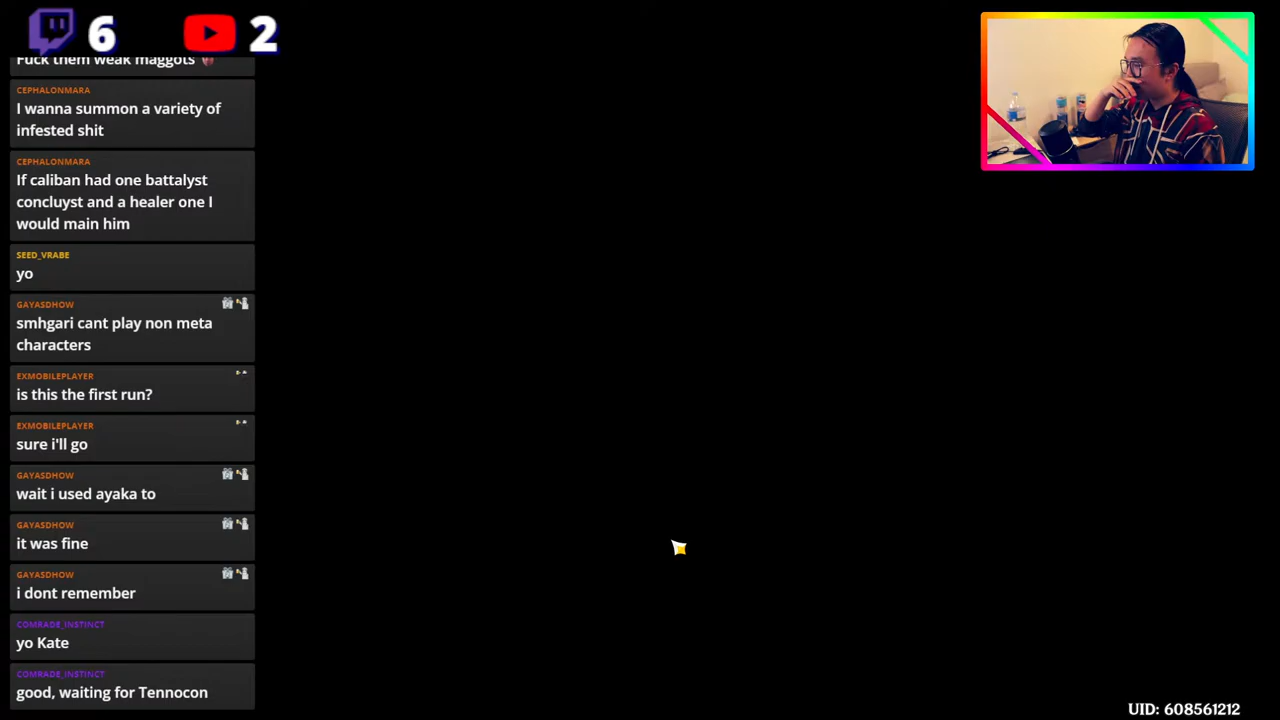 6
2
Fuck them weak maggots
CEPHALONMARA
I wanna summon a variety of
infested shit
CEPHALONMARA
If caliban had one battalyst
concluyst and a healer one I
would main him
SEED_VRABE
yo
GAYASDHOW
smhgari cant play non meta
characters
EXMOBILEPLAYER
is this the first run?
EXMOBILEPLAYER
sure i'll go
GAYASDHOW
wait i used ayaka to
GAYASDHOW
it was fine
GAYASDHOW
i dont remember
COMRADE_INSTINCT
yo Kate
COMRADE_INSTINCT
good, waiting for Tennocon
UID: 608561212